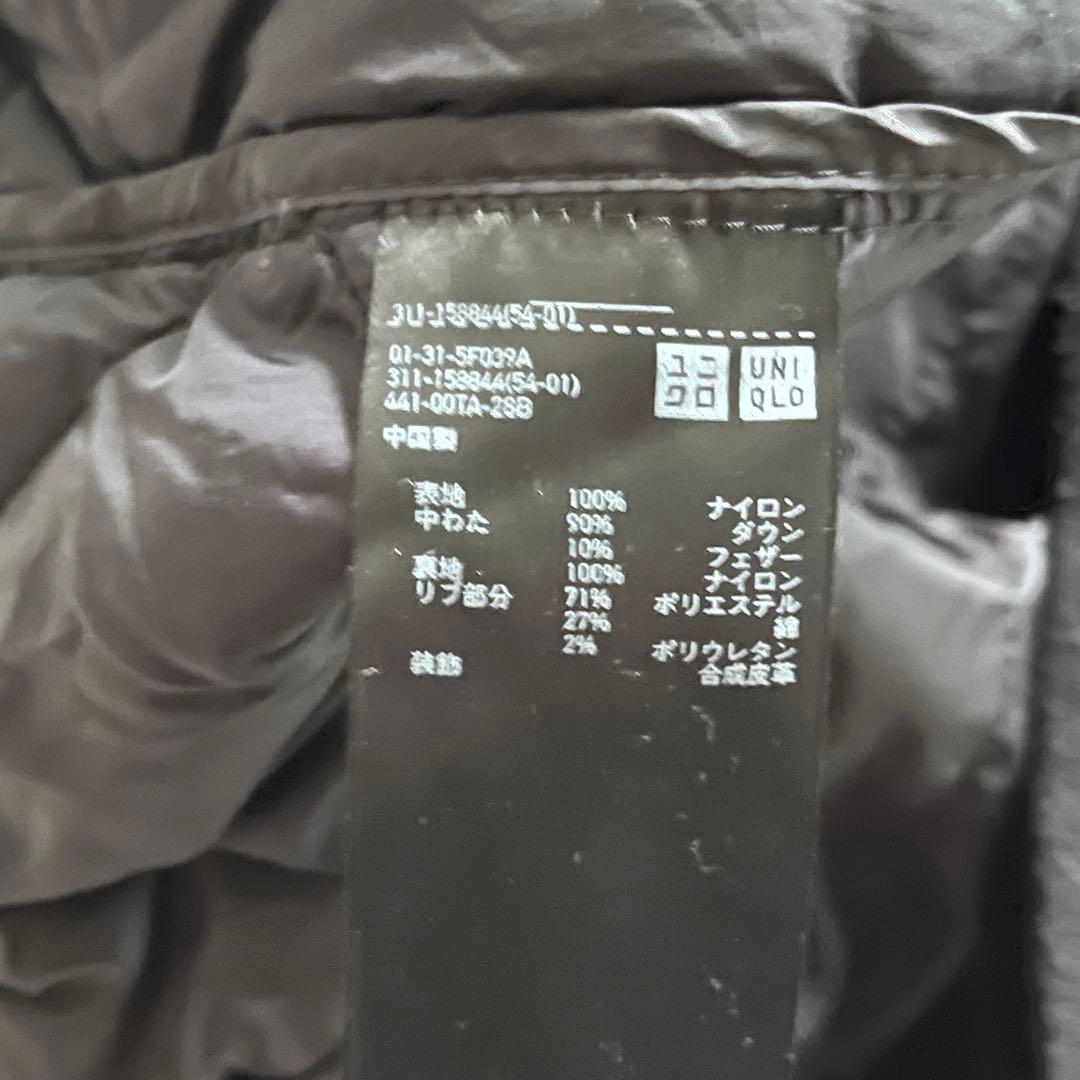 311-158844(54-01)
01-31-5F039A
311-158844(54-01)
441-00TA-2SB
ユニ
クロ
UNI
QLO
中国製
表地 100% ナイロン
中わた 90% ダウン
10% フェザー
裏地 100% ナイロン
リブ部分 71% ポリエステル
27% 綿
2% ポリウレタン
装飾 合成皮革